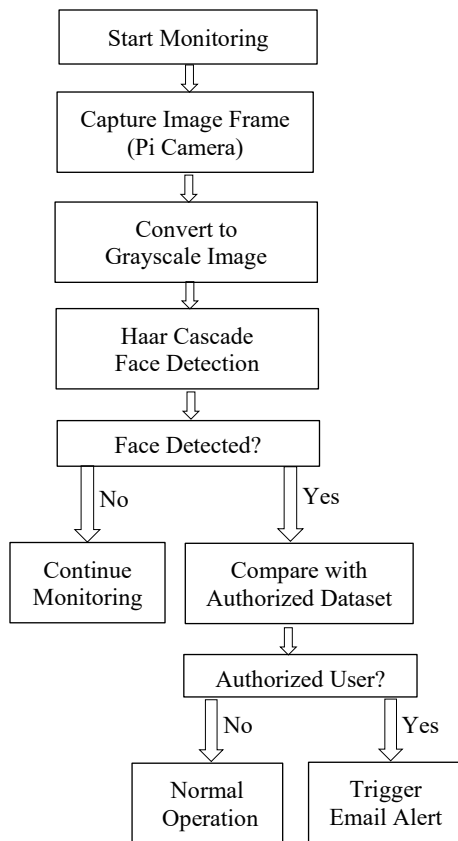 Start Monitoring
Capture Image Frame
(Pi Camera)
Convert to
Grayscale Image
Haar Cascade
Face Detection
Face Detected?
No
Yes
Continue
Monitoring
Compare with
Authorized Dataset
Authorized User?
No
Yes
Normal
Operation
Trigger
Email Alert